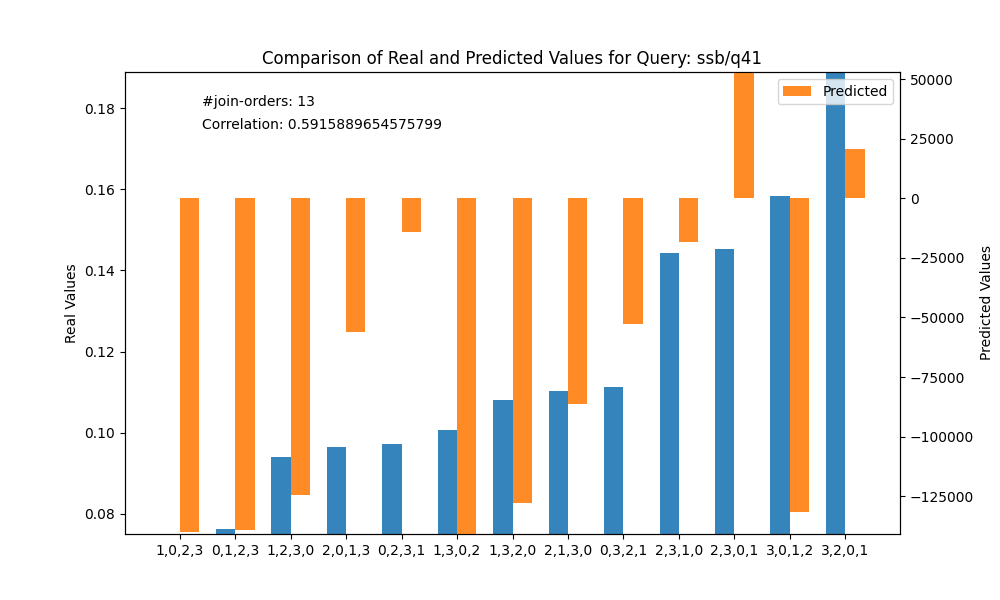 Comparison of Real and Predicted Values for Query: ssb/q41
#join-orders: 13
Correlation: 0.5915889654575799
Predicted
Real Values
0.18
0.16
0.14
0.12
0.10
0.08
50000
25000
0
−25000
−50000
−75000
−100000
−125000
Predicted Values
1,0,2,3 0,1,2,3 1,2,3,0 2,0,1,3 0,2,3,1 1,3,0,2 1,3,2,0 2,1,3,0 0,3,2,1 2,3,1,0 2,3,0,1 3,0,1,2 3,2,0,1